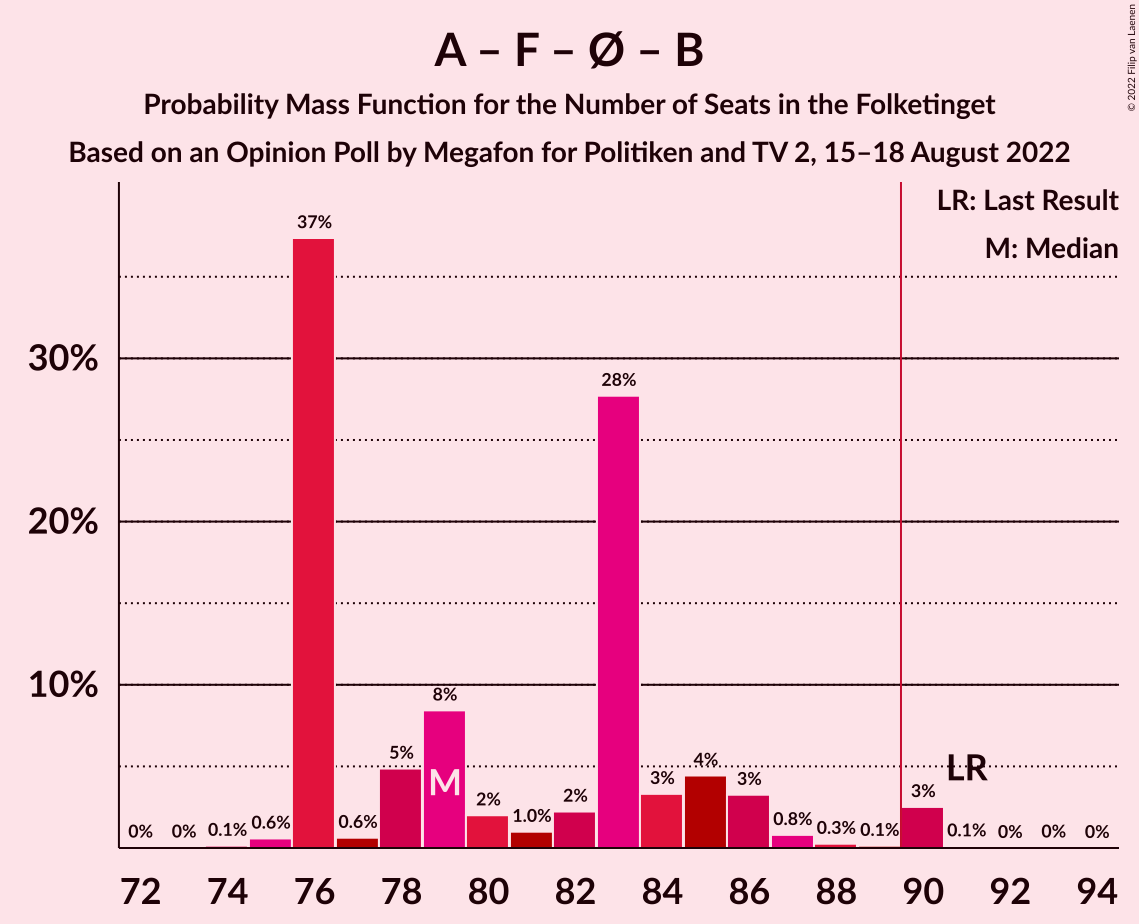 A – F – Ø – B
Probability Mass Function for the Number of Seats in the Folketinget
Based on an Opinion Poll by Megafon for Politiken and TV 2, 15–18 August 2022
© 2022 Filip van Laenen
LR: Last Result
M: Median
37%
30%
28%
20%
10%
8%
5%
4%
3%
3%
3%
2%
2%
1.0%
0.8%
0.6%
0.6%
0.3%
0.1%
0.1%
0.1%
0%
0%
0%
0%
0%
M
LR
72 74 76 78 80 82 84 86 88 90 92 94